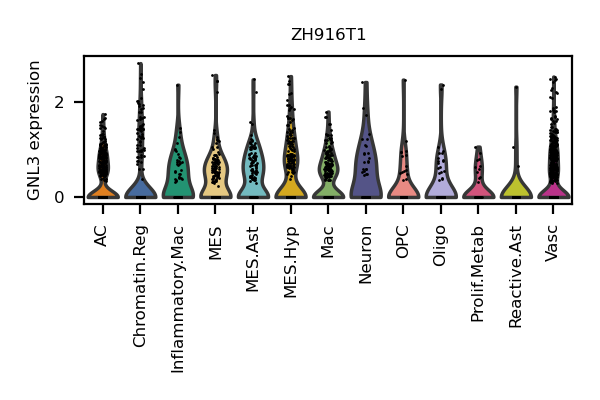 ZH916T1
GNL3 expression
2
0
AC
Chromatin.Reg
Inflammatory.Mac
MES
MES.Ast
MES.Hyp
Mac
Neuron
OPC
Oligo
Prolif.Metab
Reactive.Ast
Vasc